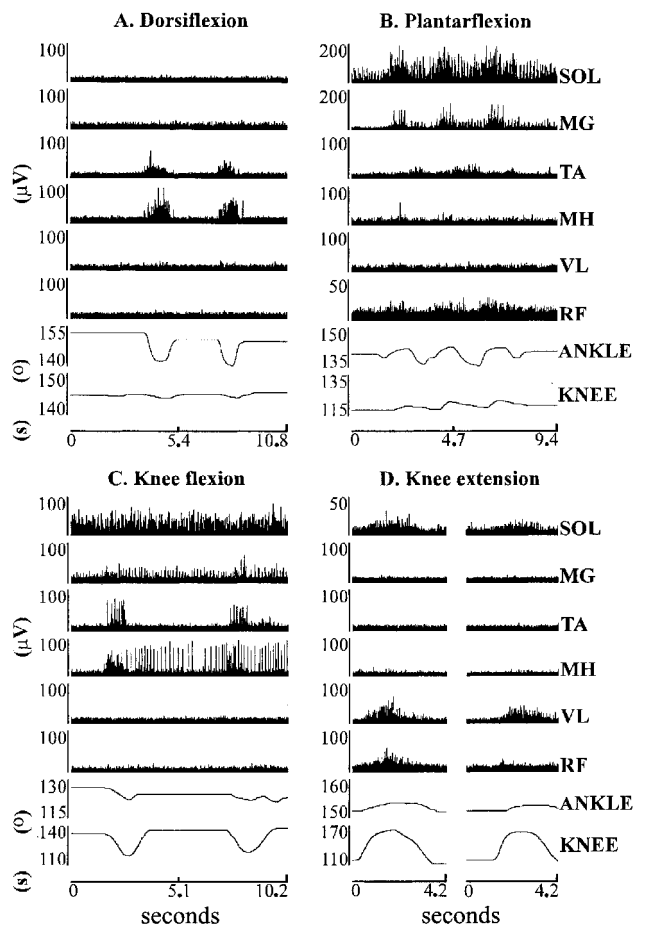 A. Dorsiflexion
100
100
100
100
100
100
155
140
150
140
(μV)
(o)
(s)
0 5.4 10.8
B. Plantarflexion
200 SOL
200 MG
100 TA
100 MH
100 VL
50 RF
150
135
ANKLE
135
115
KNEE
0 4.7 9.4
C. Knee flexion
100
100
100
100
100
100
130
115
140
110
(μV)
(o)
(s)
0 5.1 10.2
seconds
D. Knee extension
50 SOL
100 MG
100 TA
100 MH
100 VL
100 RF
160
150
ANKLE
170
110
KNEE
0 4.2 0 4.2
seconds